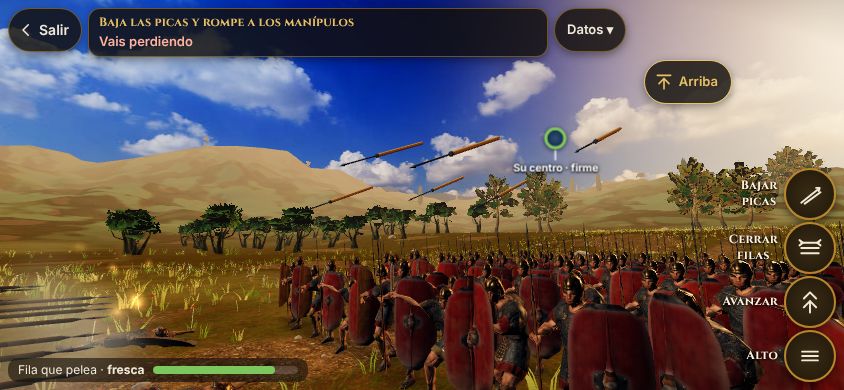 Salir
Baja las picas y rompe a los manípulos
Vais perdiendo
Datos ▾
Arriba
Su centro · firme
Bajar
picas
Cerrar
filas
Avanzar
Alto
Fila que pelea · fresca